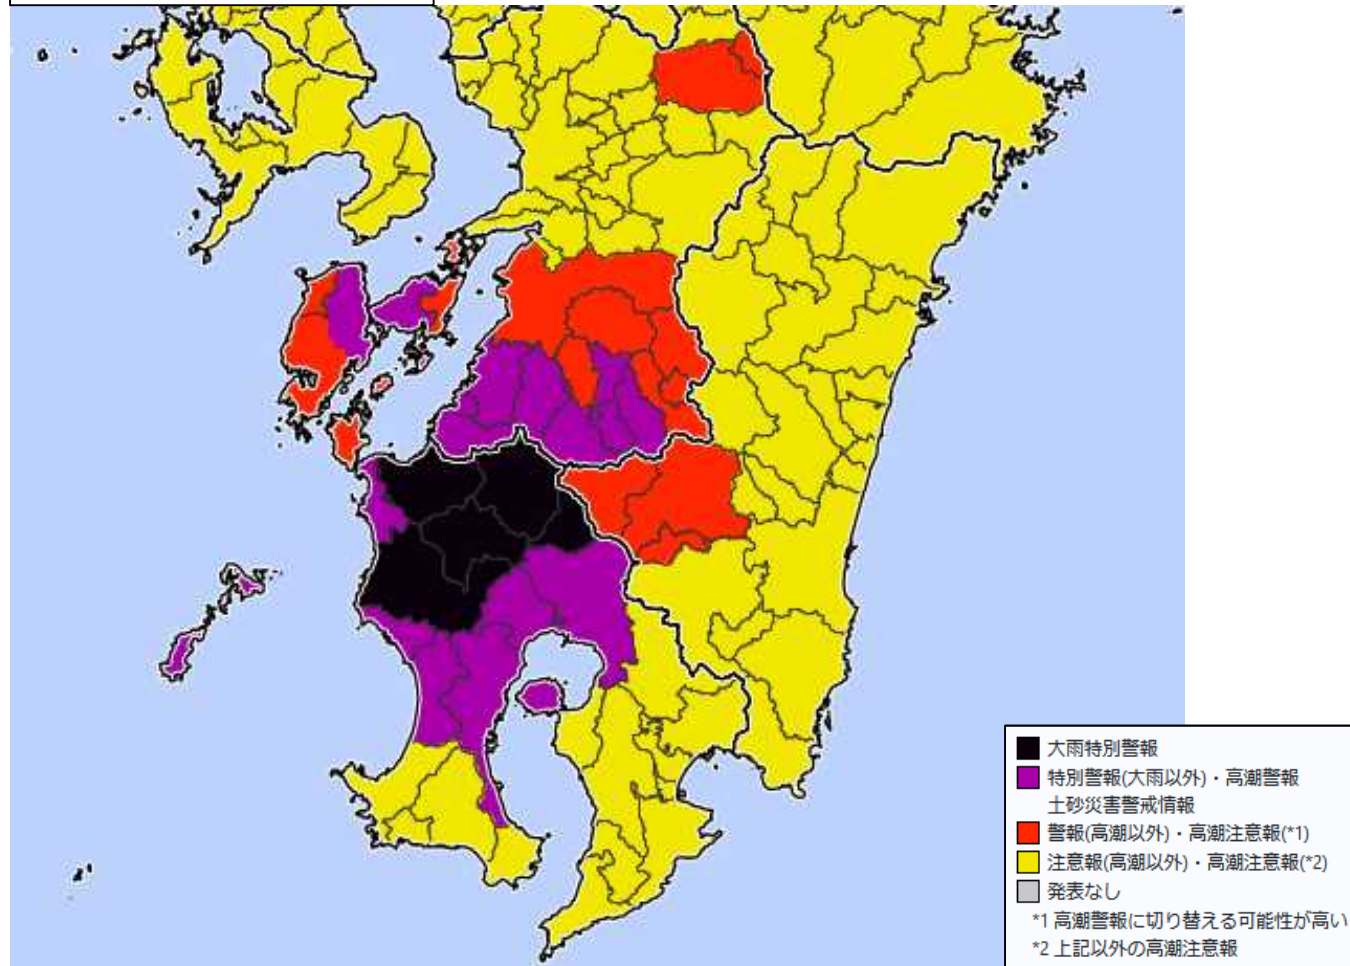 大雨特別警報
特別警報(大雨以外)・高潮警報
土砂災害警戒情報
警報(高潮以外)・高潮注意報(*1)
注意報(高潮以外)・高潮注意報(*2)
発表なし
*1 高潮警報に切り替える可能性が高い
*2 上記以外の高潮注意報